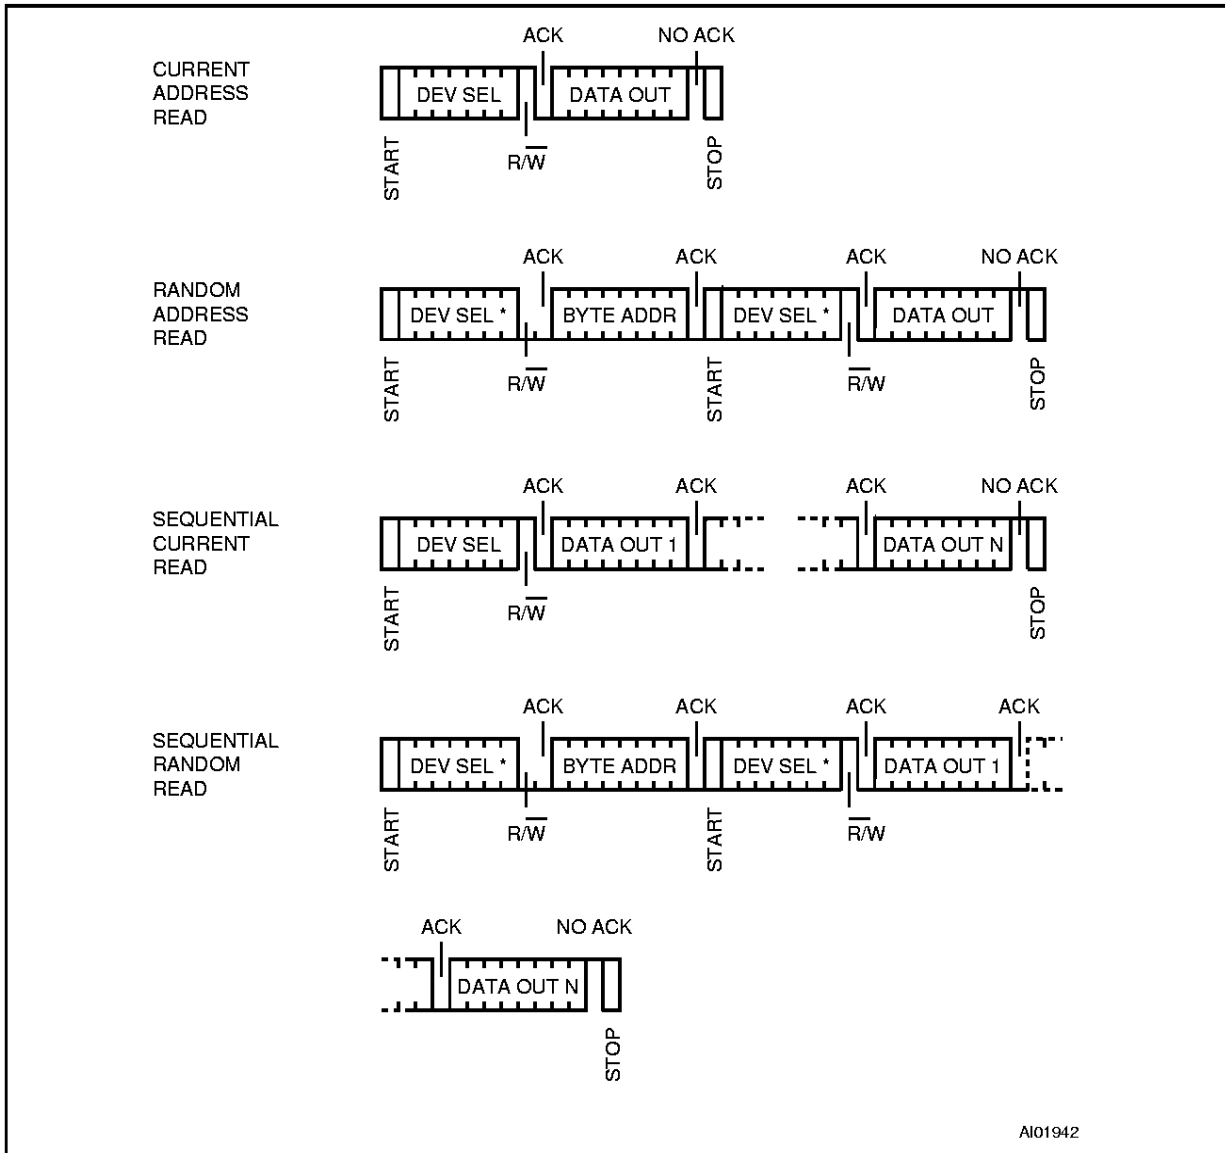 ACK NO ACK
CURRENT
ADDRESS
READ
DEV SEL DATA OUT
START R/W̅ STOP
ACK ACK ACK NO ACK
RANDOM
ADDRESS
READ
DEV SEL * BYTE ADDR DEV SEL * DATA OUT
START R/W̅ START R̅/W STOP
ACK ACK ACK NO ACK
SEQUENTIAL
CURRENT
READ
DEV SEL DATA OUT 1 DATA OUT N
START R/W̅ STOP
ACK ACK ACK ACK
SEQUENTIAL
RANDOM
READ
DEV SEL * BYTE ADDR DEV SEL * DATA OUT 1
START R/W̅ START R̅/W
ACK NO ACK
DATA OUT N
STOP
AI01942